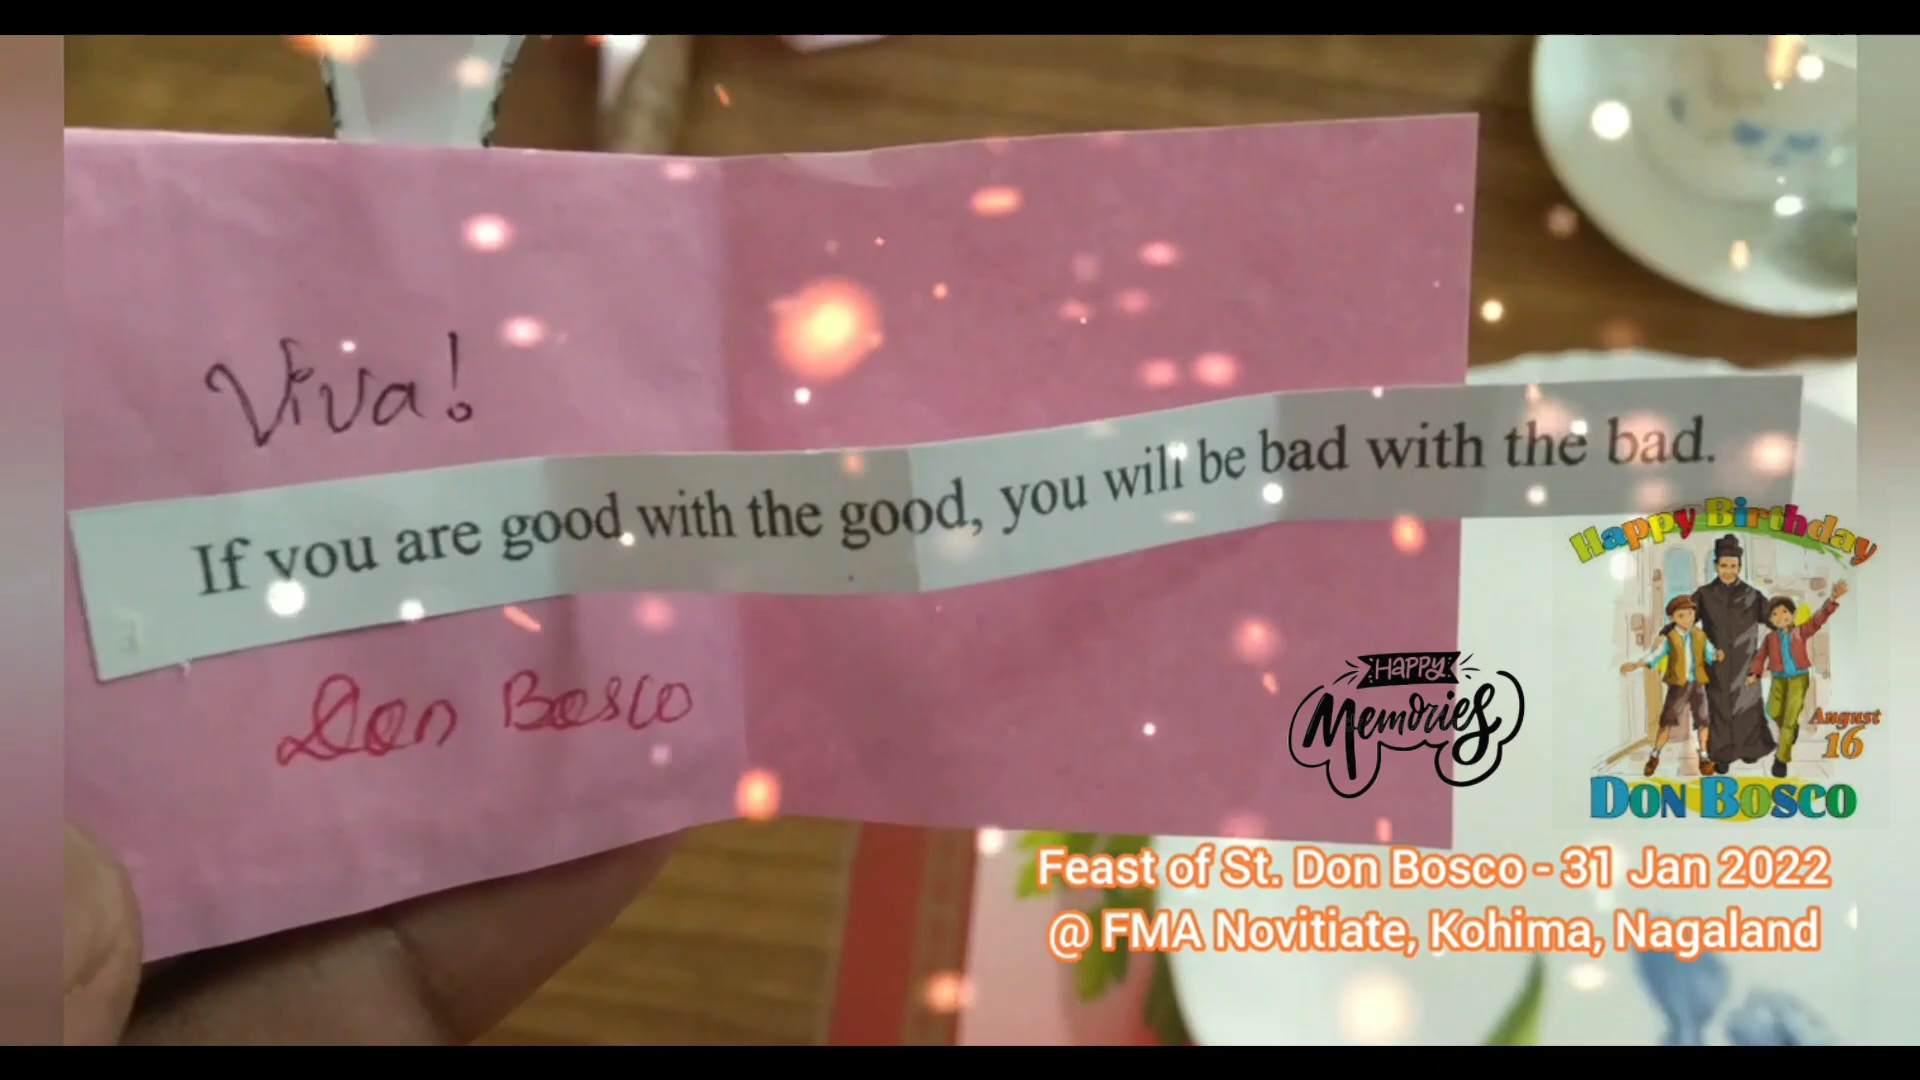 Viva!
If you are good with the good, you will be bad with the bad.
Don Bosco
HAPPY
Memories
Happy Birthday
August
16
DON BOSCO
Feast of St. Don Bosco - 31 Jan 2022
@ FMA Novitiate, Kohima, Nagaland